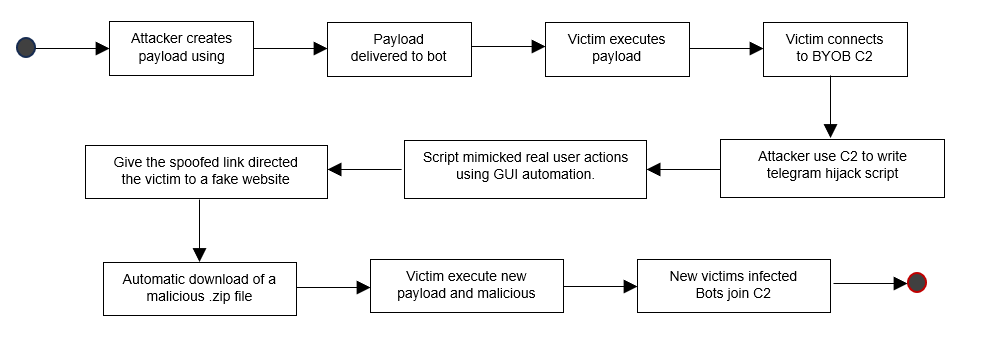 Attacker creates
payload using
Payload
delivered to bot
Victim executes
payload
Victim connects
to BYOB C2
Attacker use C2 to write
telegram hijack script
Script mimicked real user actions
using GUI automation.
Give the spoofed link directed
the victim to a fake website
Automatic download of a
malicious .zip file
Victim execute new
payload and malicious
New victims infected
Bots join C2